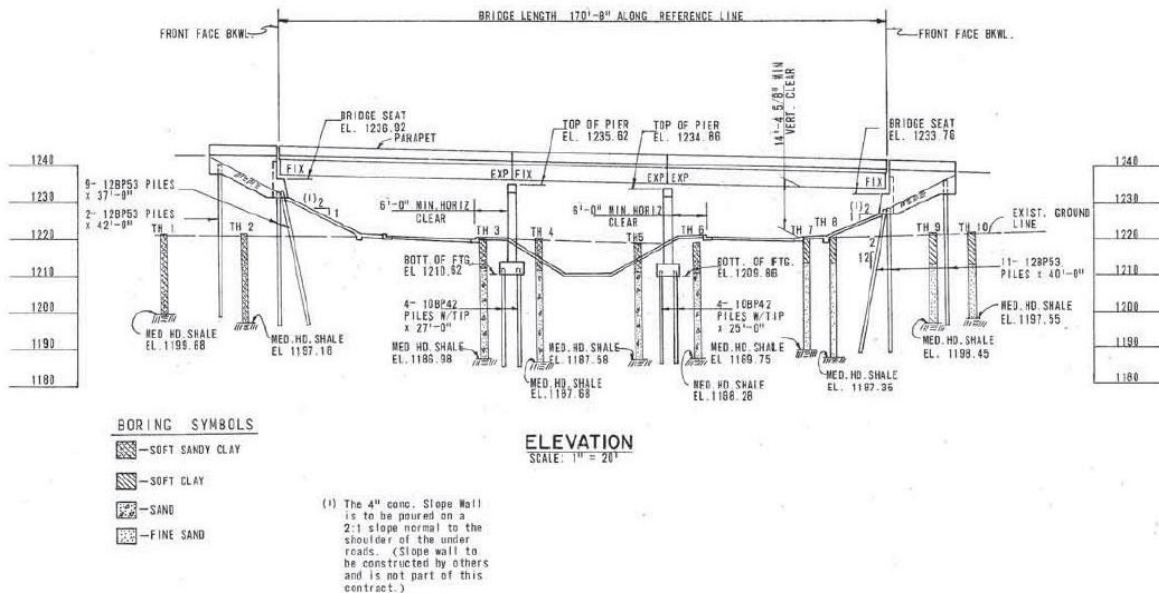 BRIDGE LENGTH 170'-8" ALONG REFERENCE LINE
FRONT FACE BKWL.
FRONT FACE BKWL.
BRIDGE SEAT
EL. 1236.92
PARAPET
TOP OF PIER
EL. 1235.62
TOP OF PIER
EL. 1234.86
14'-4 5/8" MIN
VERT. CLEAR
BRIDGE SEAT
EL. 1233.76
1240
1230
1220
1210
1200
1190
1180
1240
1230
1220
1210
1200
1190
1180
FIX
EXP
FIX
EXP
EXP
FIX
9- 12BP53 PILES
x 37'-0"
2- 12BP53 PILES
x 42'-0"
(1)
2
1
6'-0" MIN. HORIZ
CLEAR
6'-0" MIN. HORIZ
CLEAR
(1)
2
1
EXIST. GROUND
LINE
TH 1
TH 2
TH 3
TH 4
TH5
TH 6
TH 7
TH 8
TH 9
TH 10
BOTT. OF FTG.
EL 1210.62
BOTT. OF FTG.
EL 1209.86
2
12
11- 12BP53
PILES x 40'-0"
4- 10BP42
PILES W/TIP
x 27'-0"
4- 10BP42
PILES W/TIP
x 25'-0"
MED. HD. SHALE
EL. 1199.68
MED. HD. SHALE
EL 1197.16
MED. HD. SHALE
EL. 1186.98
MED. HD. SHALE
EL. 1187.68
MED. HD. SHALE
EL. 1187.58
MED. HD. SHALE
EL. 1188.28
MED. HD. SHALE
EL. 1189.75
MED. HD. SHALE
EL. 1187.36
MED. HD. SHALE
EL. 1198.45
MED. HD. SHALE
EL. 1197.55
BORING SYMBOLS
-SOFT SANDY CLAY
-SOFT CLAY
-SAND
-FINE SAND
ELEVATION
SCALE: 1" = 20'
(1) The 4" conc. Slope Wall
is to be poured on a
2:1 slope normal to the
shoulder of the under
roads. (Slope wall to
be constructed by others
and is not part of this
contract.)